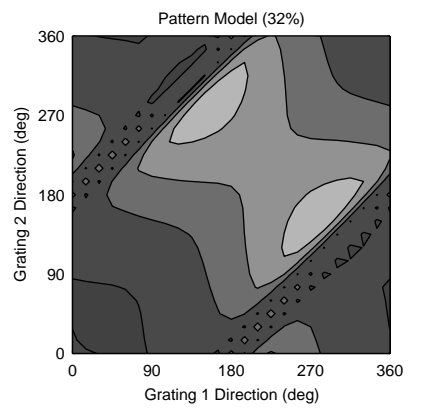 Pattern Model (32%)
360
270
180
90
0
Grating 2 Direction (deg)
0 90 180 270 360
Grating 1 Direction (deg)